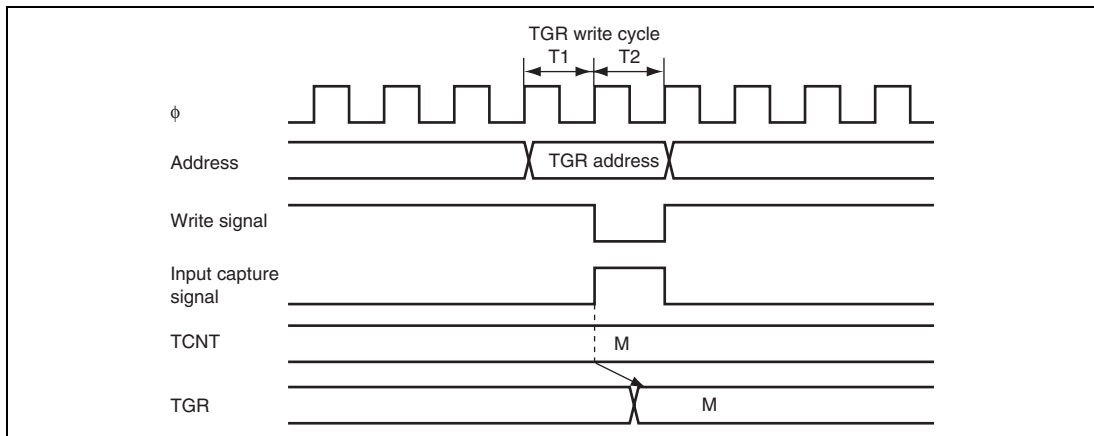 TGR write cycle
T1 T2
φ
Address
TGR address
Write signal
Input capture
signal
TCNT
M
TGR
M